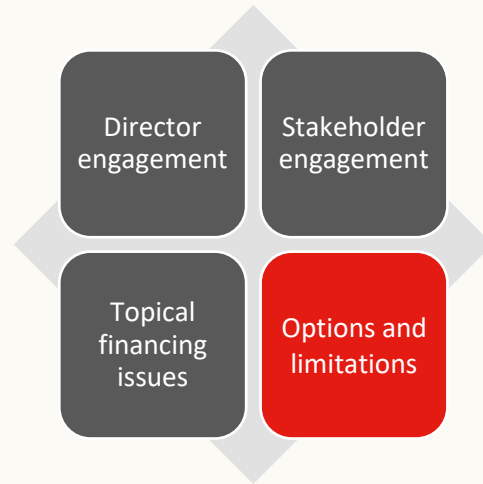 Director
engagement
Stakeholder
engagement
Topical
financing
issues
Options and
limitations